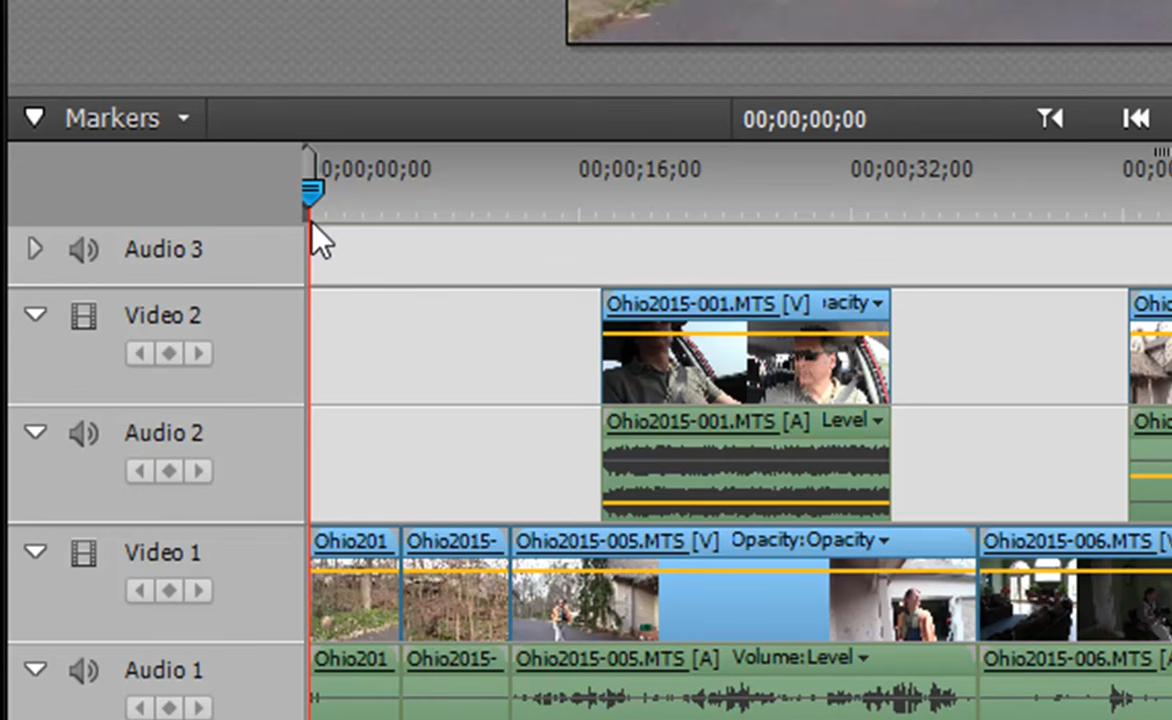 Markers 00;00;00;00
0;00;00;00 00;00;16;00 00;00;32;00 00;0
Audio 3
Video 2 Ohio2015-001.MTS [V] acity Ohio
Audio 2 Ohio2015-001.MTS [A] Level Ohio
Video 1 Ohio201 Ohio2015- Ohio2015-005.MTS [V] Opacity:Opacity Ohio2015-006.MTS [V
Audio 1 Ohio201 Ohio2015- Ohio2015-005.MTS [A] Volume:Level Ohio2015-006.MTS [A